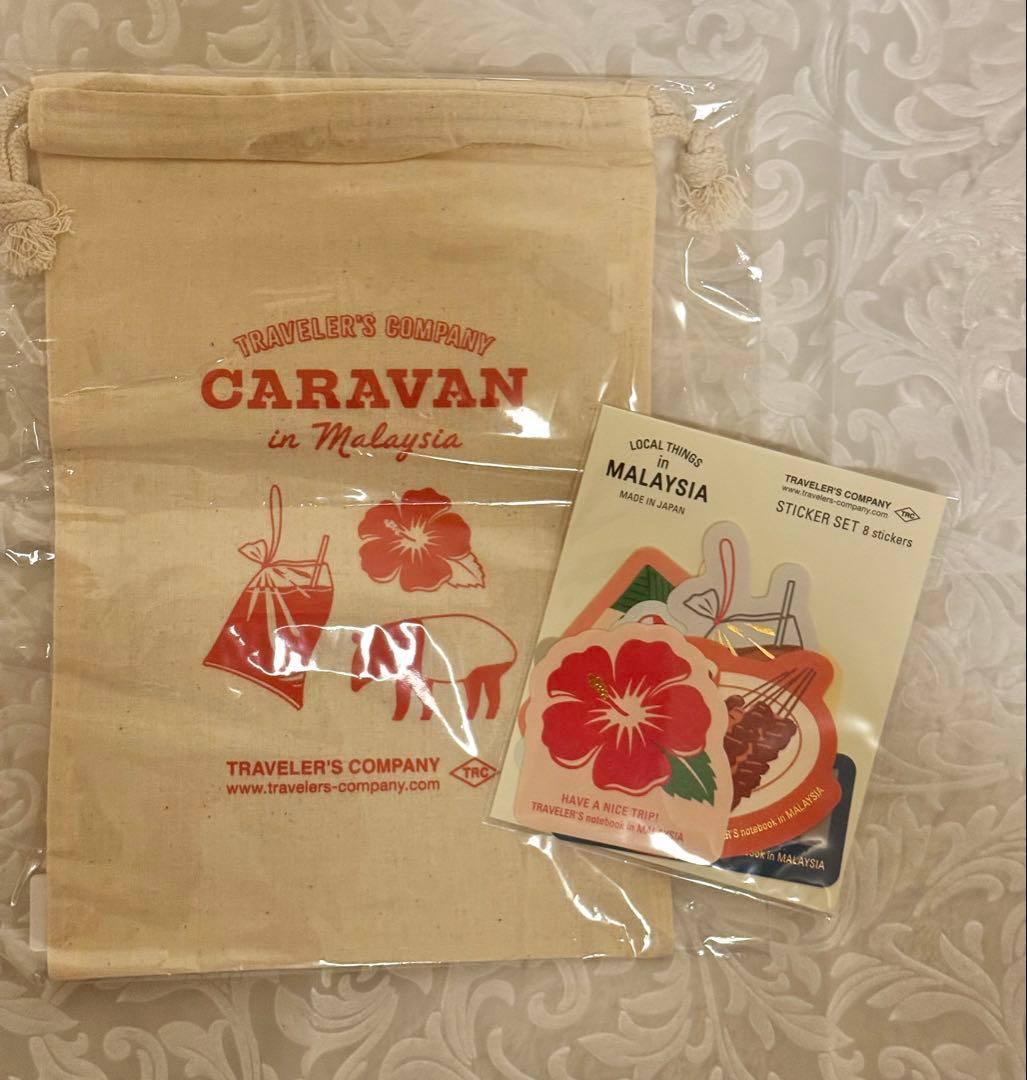 TRAVELER'S COMPANY
CARAVAN
in Malaysia
TRAVELER'S COMPANY TRC
www.travelers-company.com
LOCAL THINGS
in
MALAYSIA
MADE IN JAPAN
TRAVELER'S COMPANY
www.travelers-company.com TRC
STICKER SET 8 stickers
HAVE A NICE TRIP!
TRAVELER'S notebook in MALAYSIA
notebook in MALAYSIA
in MALAYSIA